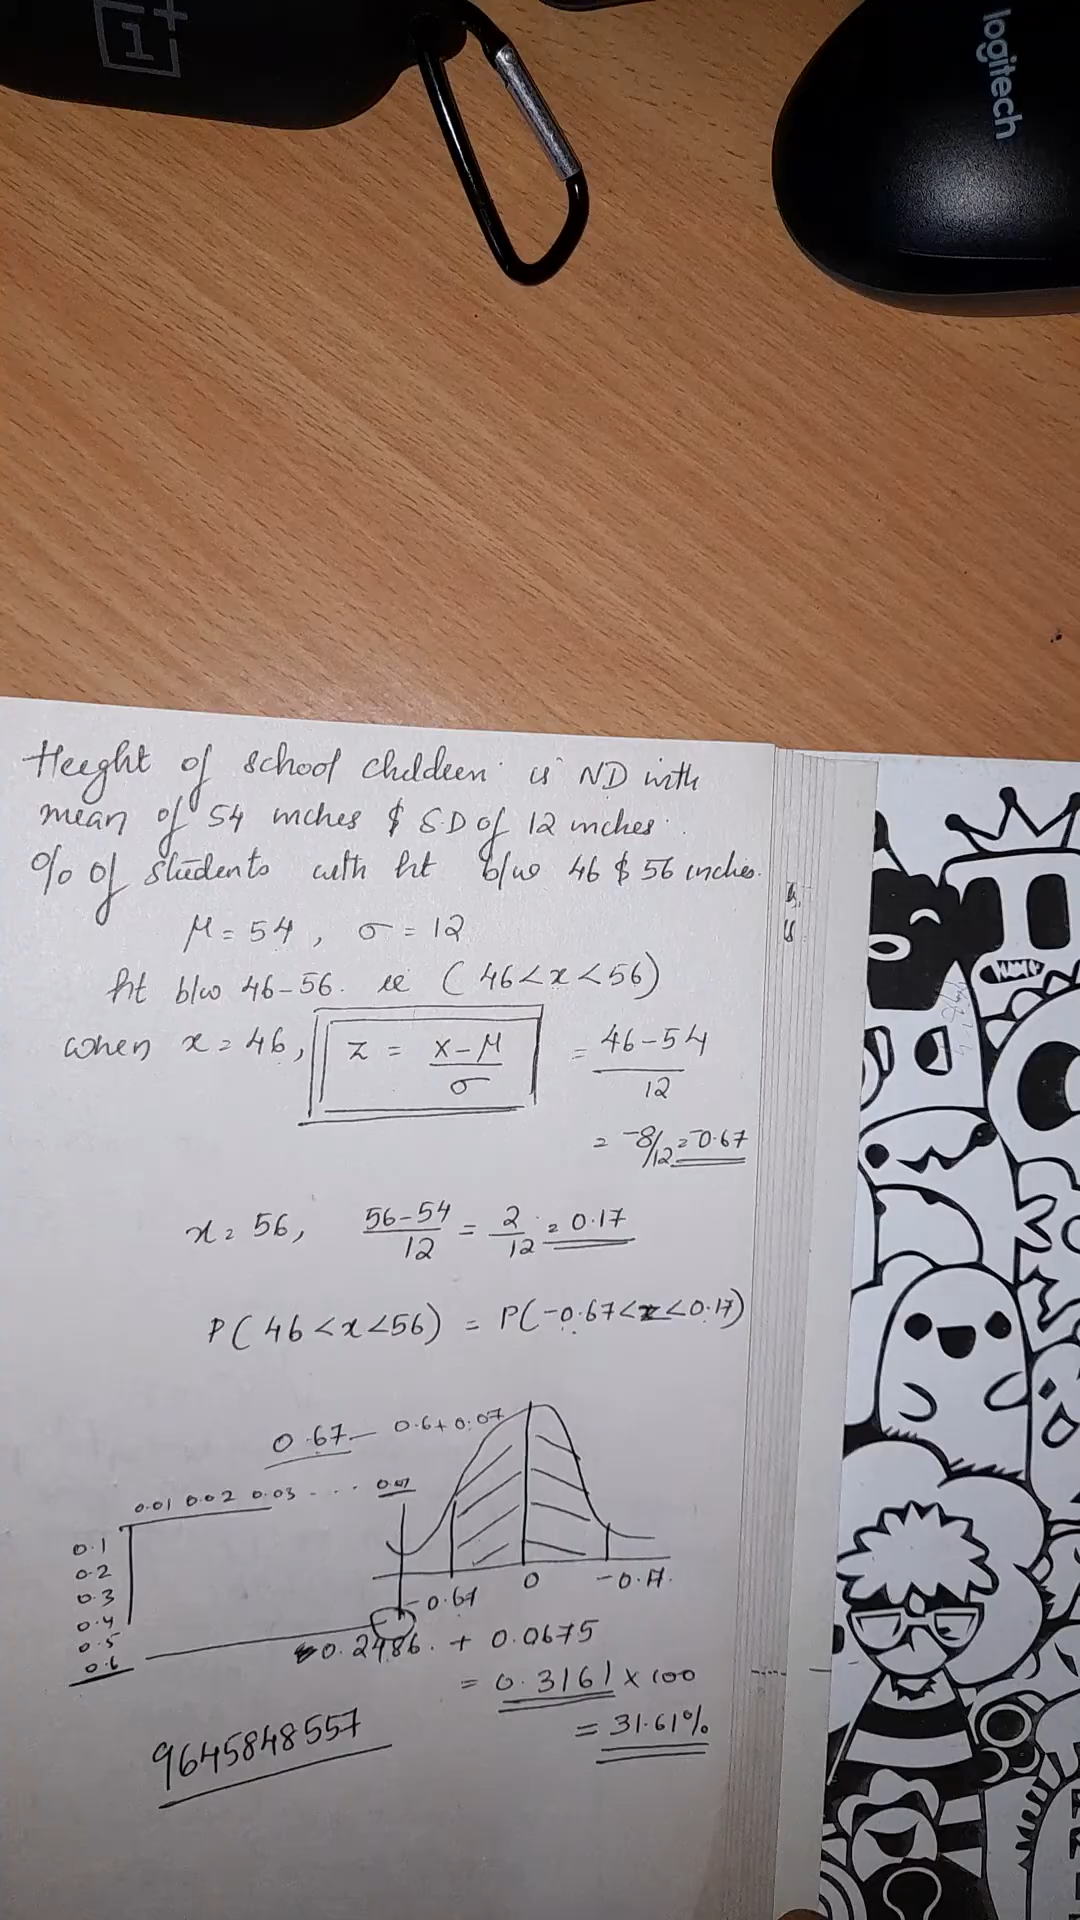 1+
logitech
Height of school children is ND with
mean of 54 inches & SD of 12 inches.
% of students with ht b/w 46 & 56 inches.
μ = 54, σ = 12
ht b/w 46-56. ie (46<x<56)
when x = 46, z = x-μ/σ = 46-54/12
= -8/12 = -0.67
x = 56, 56-54/12 = 2/12 = 0.17
P(46<x<56) = P(-0.67<z<0.17)
0.67 - 0.6+0.07
0.01 0.02 0.03 . . . . 0.07
0.1
0.2
0.3
0.4
0.5
0.6
-0.67 0 -0.17.
0.2486. + 0.0675
= 0.3161 x 100
= 31.61%
9645848557